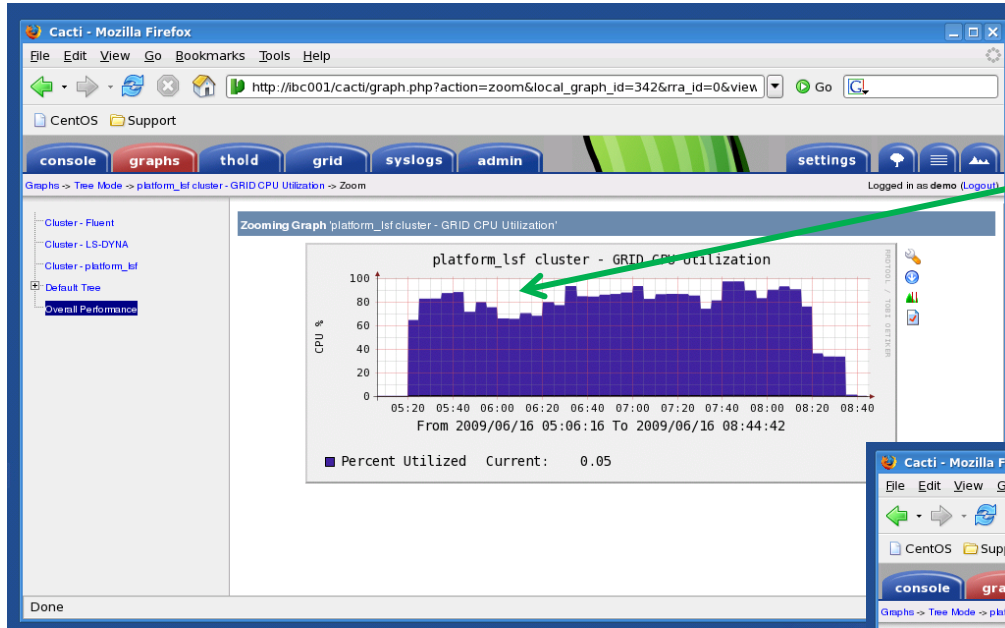 Cacti - Mozilla Firefox
File Edit View Go Bookmarks Tools Help
http://ibc001/cacti/graph.php?action=zoom&local_graph_id=342&rra_id=0&view Go G
CentOS Support
console graphs thold grid syslogs admin settings
Graphs -> Tree Mode -> platform_lsf cluster - GRID CPU Utilization -> Zoom Logged in as demo (Logout)
Cluster - Fluent
Cluster - LS-DYNA
Cluster - platform_lsf
Default Tree
Overall Performance
Zooming Graph 'platform_lsf cluster - GRID CPU Utilization'
platform_lsf cluster - GRID CPU Utilization
RRDTOOL / TOBI OETIKER
CPU %
100
80
60
40
20
0
05:20 05:40 06:00 06:20 06:40 07:00 07:20 07:40 08:00 08:20 08:40
From 2009/06/16 05:06:16 To 2009/06/16 08:44:42
Percent Utilized Current: 0.05
Done
Cacti - Mozilla F
File Edit View G
CentOS Sup
console gra
Graphs -> Tree Mode -> plat